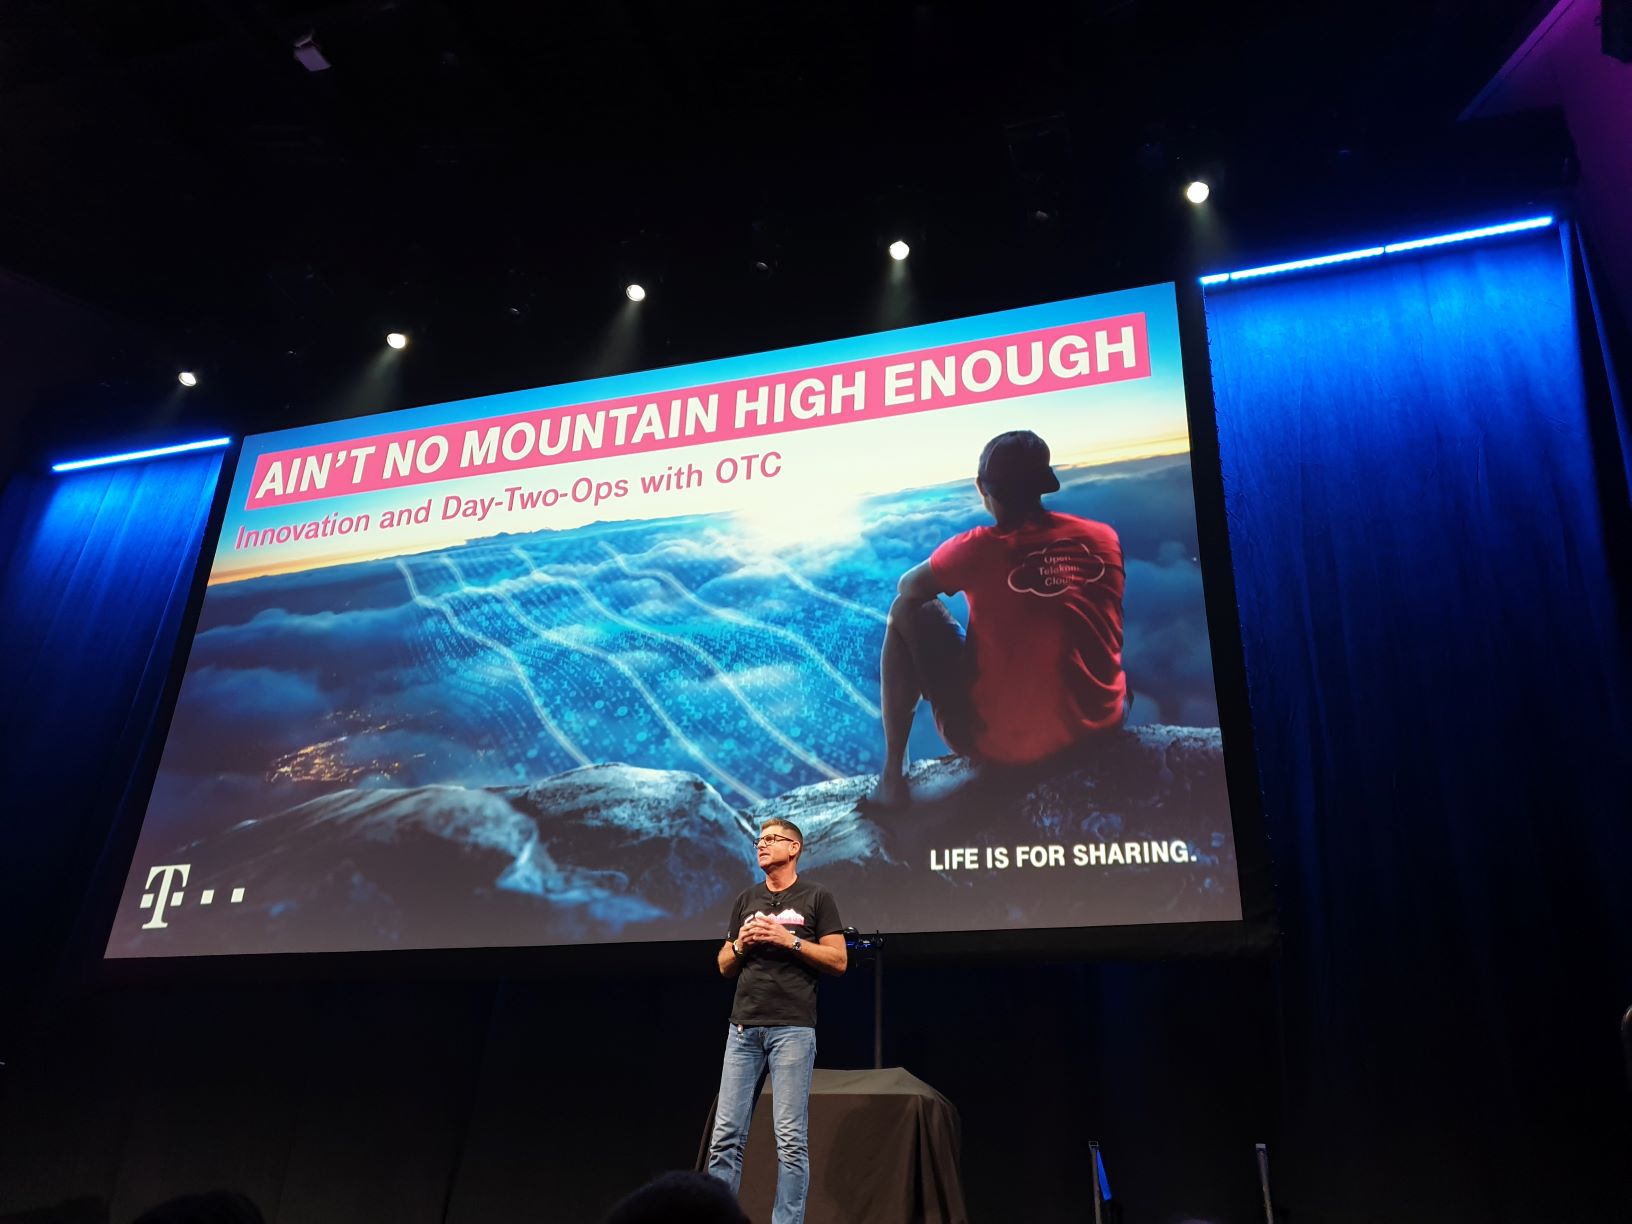 AIN'T NO MOUNTAIN HIGH ENOUGH
Innovation and Day-Two-Ops with OTC
Open
Telekom
Cloud
LIFE IS FOR SHARING.
T